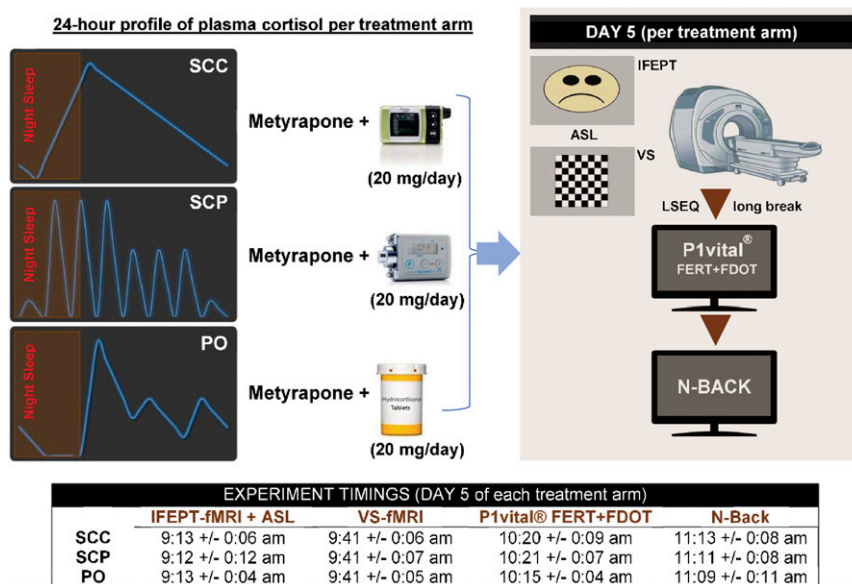 24-hour profile of plasma cortisol per treatment arm
SCC
Night Sleep
Metyrapone +
(20 mg/day)
SCP
Night Sleep
Metyrapone +
(20 mg/day)
PO
Night Sleep
Metyrapone +
Hydrocortisone
Tablets
(20 mg/day)
DAY 5 (per treatment arm)
IFEPT
ASL
VS
LSEQ long break
P1vital®
FERT+FDOT
N-BACK
EXPERIMENT TIMINGS (DAY 5 of each treatment arm)
IFEPT-fMRI + ASL VS-fMRI P1vital® FERT+FDOT N-Back
SCC 9:13 +/- 0:06 am 9:41 +/- 0:06 am 10:20 +/- 0:09 am 11:13 +/- 0:08 am
SCP 9:12 +/- 0:12 am 9:41 +/- 0:07 am 10:21 +/- 0:07 am 11:11 +/- 0:08 am
PO 9:13 +/- 0:04 am 9:41 +/- 0:05 am 10:15 +/- 0:04 am 11:09 +/- 0:11 am